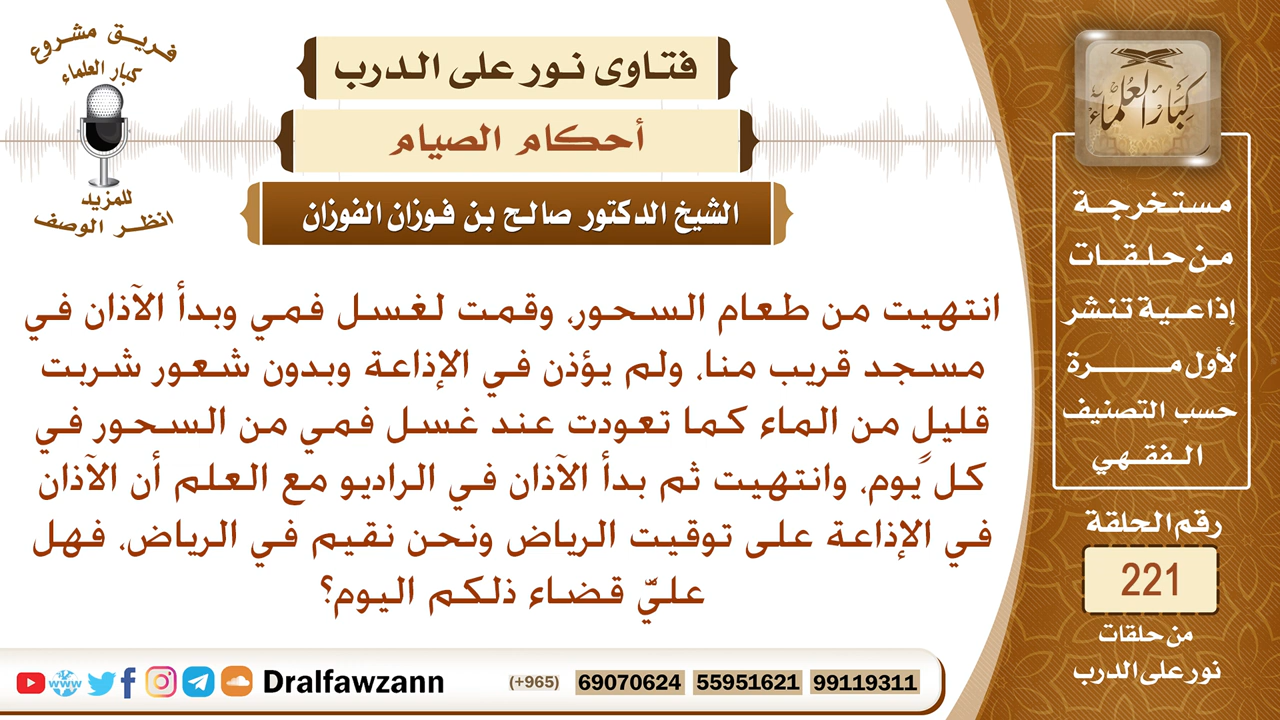 فريق مشروع
كبار العلماء
للمزيد
انظر الوصف
فتاوى نور على الدرب
أحكام الصيام
الشيخ الدكتور صالح بن فوزان الفوزان
انتهيت من طعام السحور، وقمت لغسل فمي وبدأ الآذان في
مسجد قريب منا، ولم يؤذن في الإذاعة وبدون شعور شربت
قليلٍ من الماء كما تعودت عند غسل فمي من السحور في
كل يوم، وانتهيت ثم بدأ الآذان في الراديو مع العلم أن الآذان
في الإذاعة على توقيت الرياض ونحن نقيم في الرياض، فهل
عليّ قضاء ذلكم اليوم؟
كبار العلماء
مستخرجة
من حلقات
إذاعية تنشر
لأول مرة
حسب التصنيف
الفقهي
رقم الحلقة
221
من حلقات
نور على الدرب
Dralfawzann (+965) 69070624 55951621 99119311
www